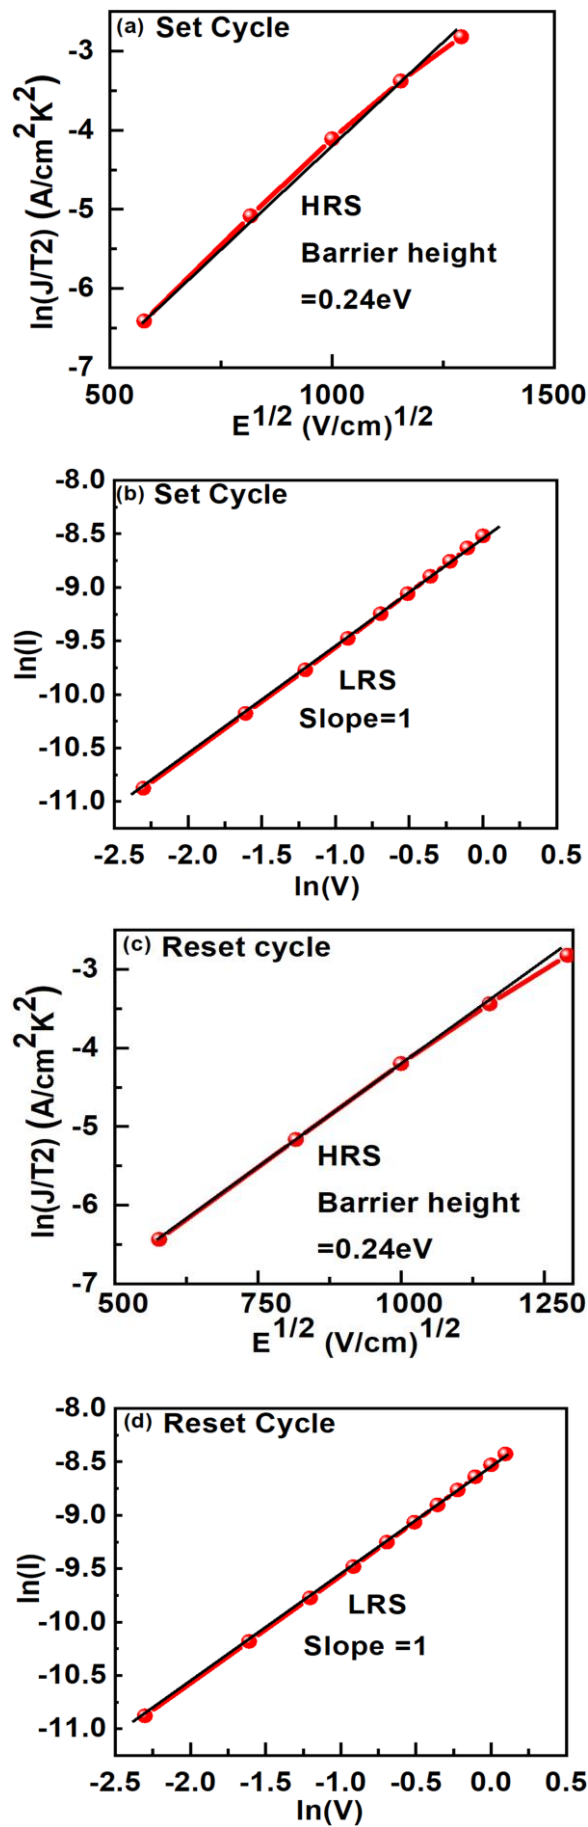 (a) Set Cycle
-3
-4
-5
-6
-7
ln(J/T2) (A/cm²K²)
HRS
Barrier height
=0.24eV
500
1000
1500
E^1/2 (V/cm)^1/2
(b) Set Cycle
-8.0
-8.5
-9.0
-9.5
-10.0
-10.5
-11.0
ln(I)
LRS
Slope=1
-2.5
-2.0
-1.5
-1.0
-0.5
0.0
0.5
ln(V)
(c) Reset cycle
-3
-4
-5
-6
-7
ln(J/T2) (A/cm²K²)
HRS
Barrier height
=0.24eV
500
750
1000
1250
E^1/2 (V/cm)^1/2
(d) Reset Cycle
-8.0
-8.5
-9.0
-9.5
-10.0
-10.5
-11.0
ln(I)
LRS
Slope =1
-2.5
-2.0
-1.5
-1.0
-0.5
0.0
0.5
ln(V)